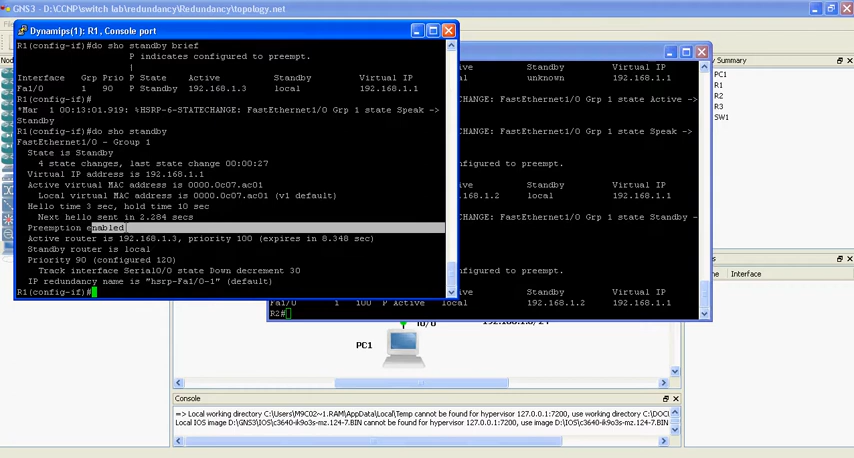 GNS3 - D:\CCNP\switch lab\redundancy\Redundancy\topology.net
Dynamips(1): R1, Console port
R1(config-if)#do sho standby brief
P indicates configured to preempt.
|
Interface Grp Prio P State Active Standby Virtual IP
Fa1/0 1 90 P Standby 192.168.1.3 local 192.168.1.1
R1(config-if)#
*Mar 1 00:13:01.919: %HSRP-6-STATECHANGE: FastEthernet1/0 Grp 1 state Speak ->
Standby
R1(config-if)#do sho standby
FastEthernet1/0 - Group 1
State is Standby
4 state changes, last state change 00:00:27
Virtual IP address is 192.168.1.1
Active virtual MAC address is 0000.0c07.ac01
Local virtual MAC address is 0000.0c07.ac01 (v1 default)
Hello time 3 sec, hold time 10 sec
Next hello sent in 2.284 secs
Preemption enabled
Active router is 192.168.1.3, priority 100 (expires in 8.348 sec)
Standby router is local
Priority 90 (configured 120)
Track interface Serial0/0 state Down decrement 30
IP redundancy name is "hsrp-Fa1/0-1" (default)
R1(config-if)#
Standby Virtual IP
unknown 192.168.1.1
CHANGE: FastEthernet1/0 Grp 1 state Active ->
CHANGE: FastEthernet1/0 Grp 1 state Speak ->
onfigured to preempt.
Standby Virtual IP
.1.2 local 192.168.1.1
CHANGE: FastEthernet1/0 Grp 1 state Standby -
onfigured to preempt.
Standby Virtual IP
Fa1/0 1 100 P Active local 192.168.1.2 192.168.1.1
R2#
Summary
PC1
R1
R2
R3
SW1
Interface
PC1
Console
=> Local working directory C:\Users\M9C02~1.RAM\AppData\Local\Temp cannot be found for hypervisor 127.0.0.1:7200, use working directory C:\DOC
Local IOS image D:\GNS3\IOS\c3640-ik9o3s-mz.124-7.BIN cannot be found for hypervisor 127.0.0.1:7200, use image D:\IOS\c3640-ik9o3s-mz.124-7.BIN